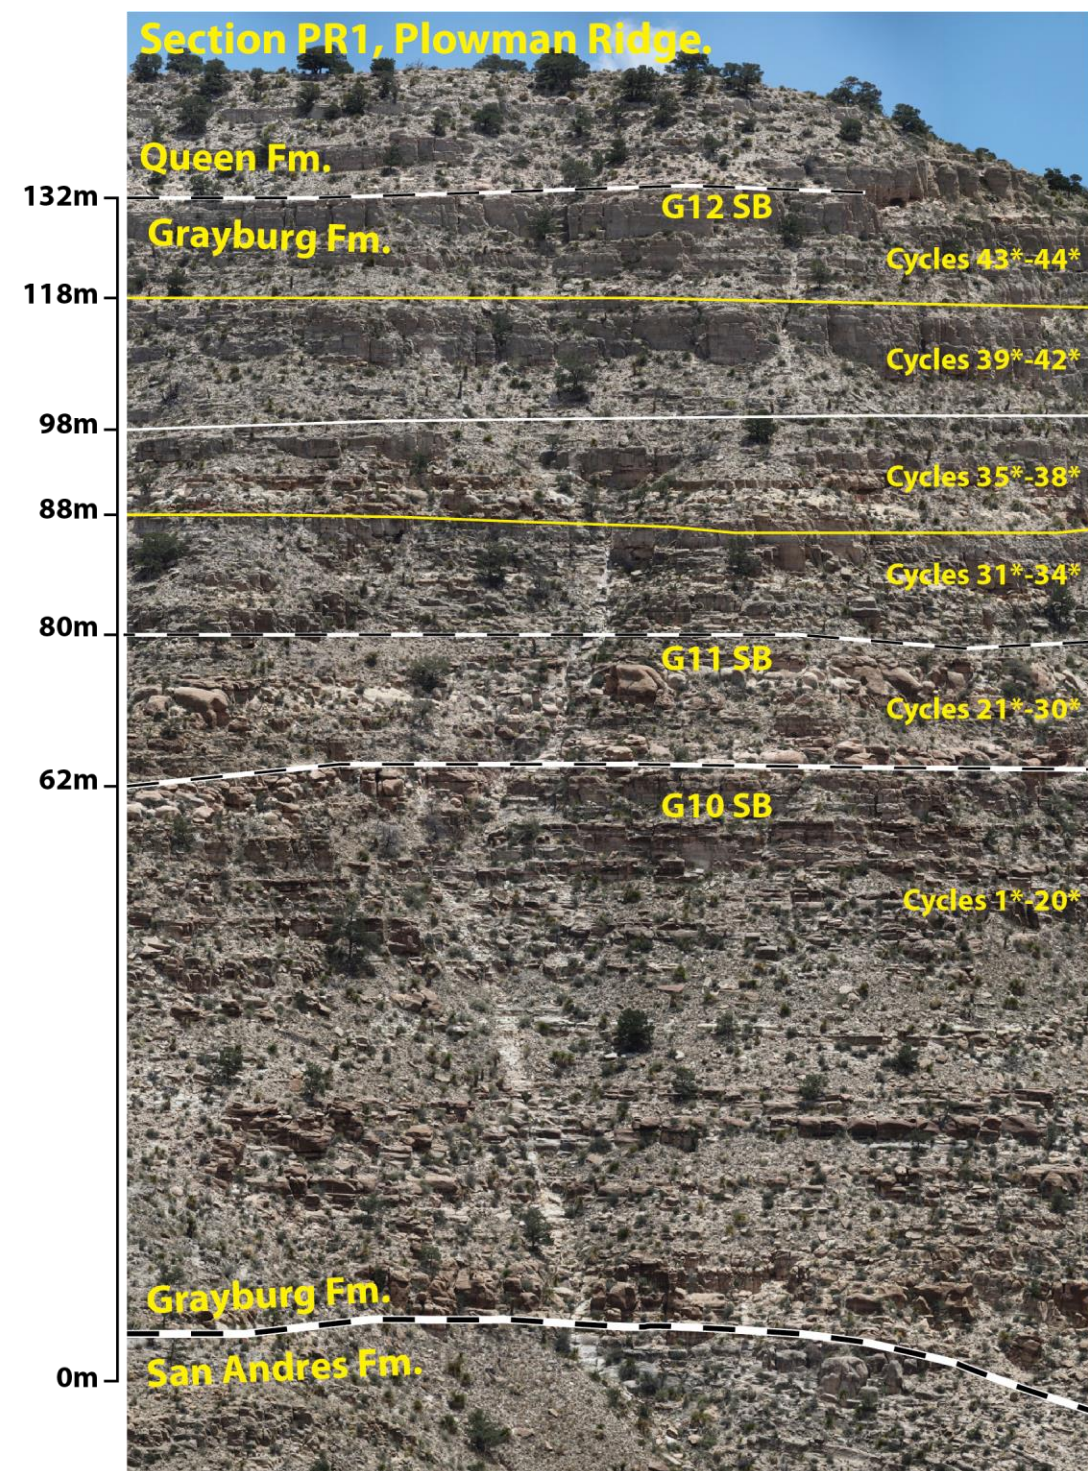 Section PR1, Plowman Ridge.
Queen Fm.
132m
G12 SB
Grayburg Fm.
Cycles 43*-44*
118m
Cycles 39*-42*
98m
Cycles 35*-38*
88m
Cycles 31*-34*
80m
G11 SB
Cycles 21*-30*
62m
G10 SB
Cycles 1*-20*
Grayburg Fm.
San Andres Fm.
0m